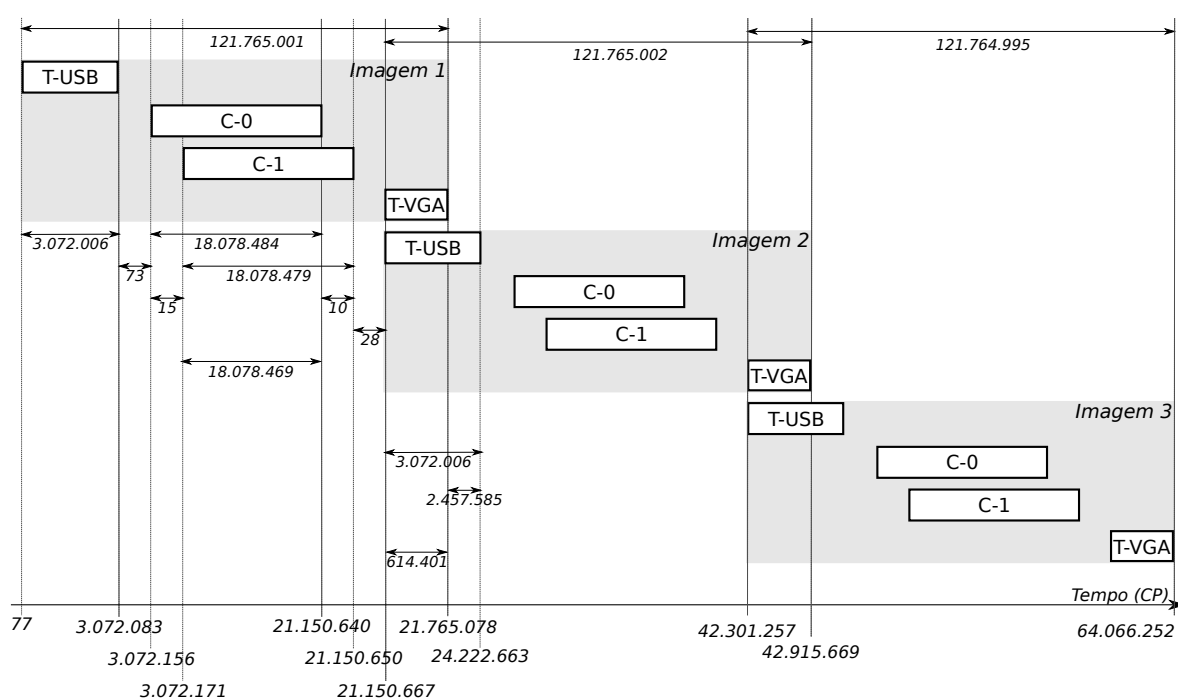 121.765.001
121.765.002
121.764.995
Imagem 1
T-USB
C-0
C-1
T-VGA
3.072.006
18.078.484
73
18.078.479
15
10
28
18.078.469
Imagem 2
T-USB
C-0
C-1
T-VGA
3.072.006
2.457.585
614.401
Imagem 3
T-USB
C-0
C-1
T-VGA
Tempo (CP)
77
3.072.083
21.150.640
21.765.078
42.301.257
64.066.252
3.072.156
21.150.650
24.222.663
42.915.669
3.072.171
21.150.667